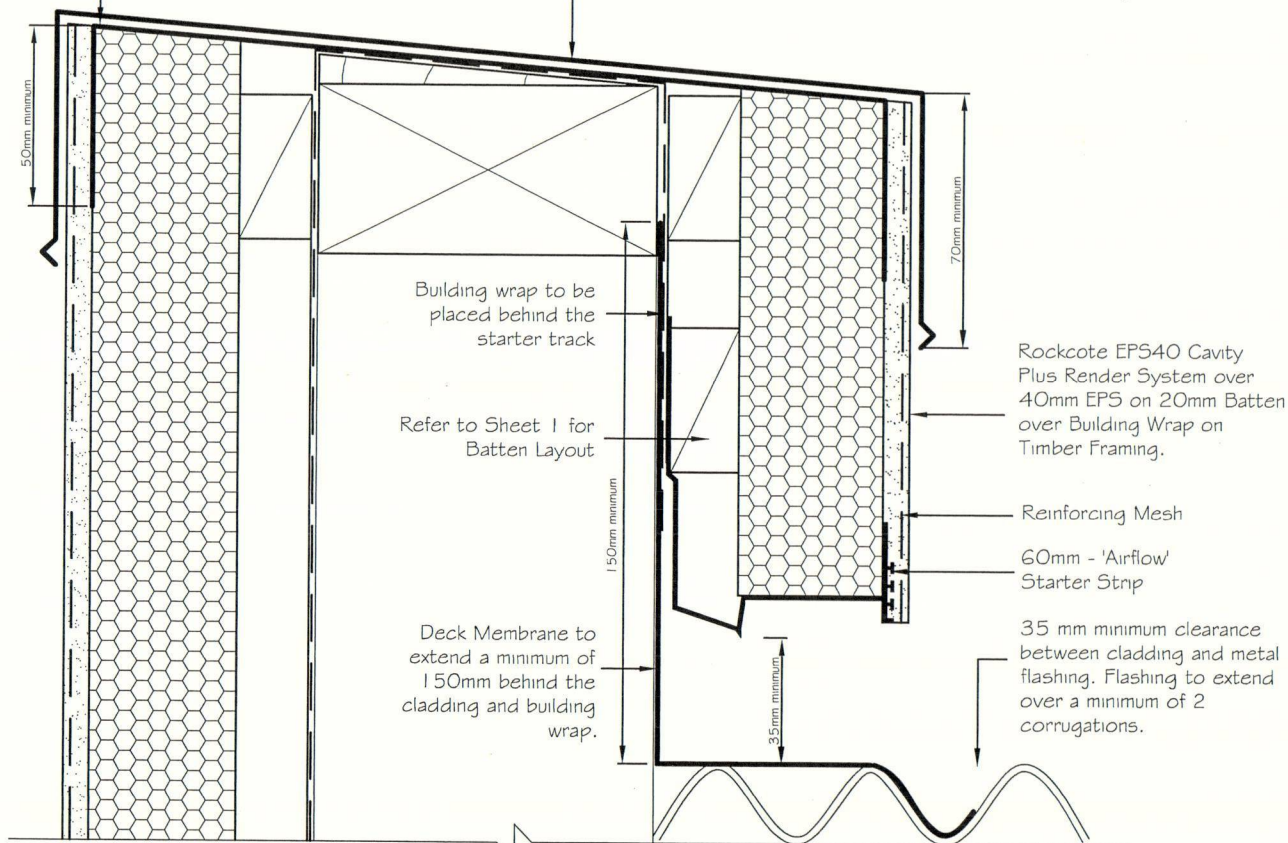 50mm minimum
70mm minimum
Building wrap to be
placed behind the
starter track
Refer to Sheet 1 for
Batten Layout
150mm minimum
Rockcote EPS40 Cavity
Plus Render System over
40mm EPS on 20mm Batten
over Building Wrap on
Timber Framing.
Reinforcing Mesh
60mm - 'Airflow'
Starter Strip
Deck Membrane to
extend a minimum of
150mm behind the
cladding and building
wrap.
35mm minimum
35 mm minimum clearance
between cladding and metal
flashing. Flashing to extend
over a minimum of 2
corrugations.